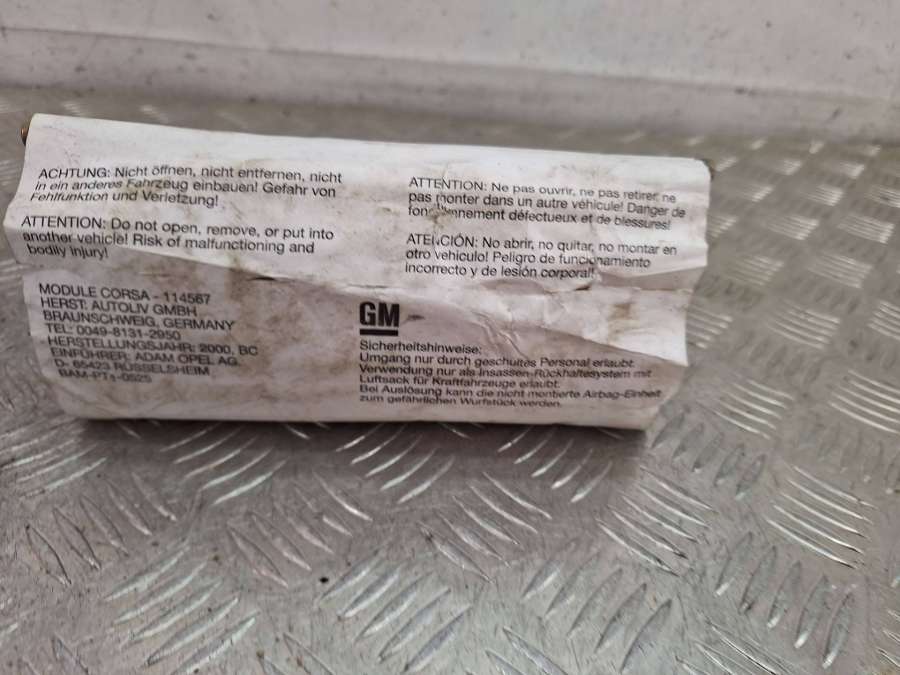 ACHTUNG: Nicht öffnen, nicht entfernen, nicht
in ein anderes Fahrzeug einbauen! Gefahr von
Fehlfunktion und Verletzung!
ATTENTION: Do not open, remove, or put into
another vehicle! Risk of malfunctioning and
bodily injury!
MODULE CORSA - 114567
HERST: AUTOLIV GMBH
BRAUNSCHWEIG, GERMANY
TEL: 0049-8131-2950
HERSTELLUNGSJAHR: 2000, BC
EINFÜHRER: ADAM OPEL AG,
D- 65423 RÜSSELSHEIM
BAM-PT1-0525
ATTENTION: Ne pas ouvrir, ne pas retirer, ne
pas monter dans un autre véhicule! Danger de
défectueux et de blessures!
ATENCIÓN: No abrir, no quitar, no montar en
otro vehiculo! Peligro de funcionamiento
incorrecto y de lesión corporal!
GM
Sicherheitshinweise:
Umgang nur durch geschultes Personal erlaubt.
Verwendung nur als Insassen-Rückhaltesystem mit
Luftsack für Kraftfahrzeuge erlaubt.
Bei Auslösung kann die nicht montierte Airbag-Einheit
zum gefährlichen Wurfstück werden.